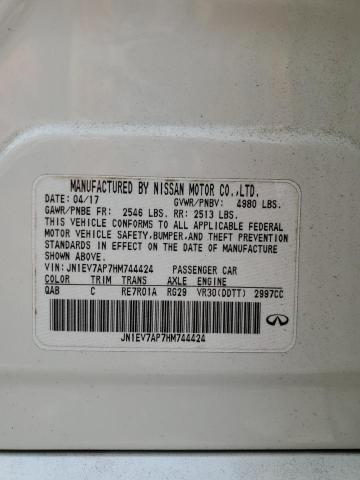 MANUFACTURED BY NISSAN MOTOR CO.,LTD.
DATE: 04/17 GVWR/PNBV: 4980 LBS.
GAWR/PNBE FR: 2546 LBS. RR: 2513 LBS.
THIS VEHICLE CONFORMS TO ALL APPLICABLE FEDERAL
MOTOR VEHICLE SAFETY,BUMPER,AND THEFT PREVENTION
STANDARDS IN EFFECT ON THE DATE OF MANUFACTURE
SHOWN ABOVE.
VIN: JN1EV7AP7HM744424 PASSENGER CAR
COLOR TRIM TRANS AXLE ENGINE
QAB C RE7R01A RG29 VR30(DDTT) 2997CC
JN1EV7AP7HM744424